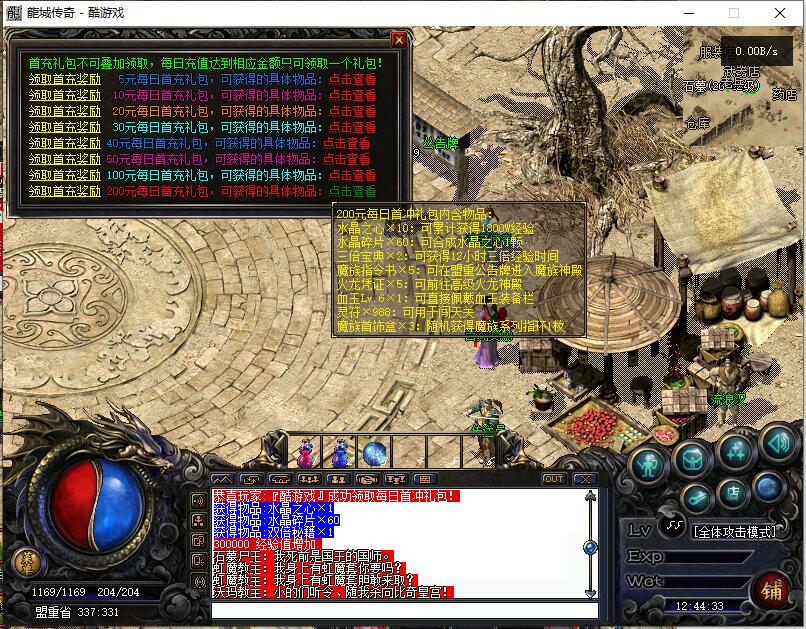 龍城传奇 - 酷游戏
首充礼包不可叠加领取，每日充值达到相应金额只可领取一个礼包！
领取首充奖励 5元每日首充礼包，可获得的具体物品：点击查看
领取首充奖励 10元每日首充礼包，可获得的具体物品：点击查看
领取首充奖励 20元每日首充礼包，可获得的具体物品：点击查看
领取首充奖励 30元每日首充礼包，可获得的具体物品：点击查看
领取首充奖励 40元每日首充礼包，可获得的具体物品：点击查看
领取首充奖励 50元每日首充礼包，可获得的具体物品：点击查看
领取首充奖励 100元每日首充礼包，可获得的具体物品：点击查看
领取首充奖励 200元每日首充礼包，可获得的具体物品：点击查看
服装
0.00B/s
武器店
药店
仓库
公告牌
200元每日首冲礼包内含物品：
水晶之心×10：可累计获得1800W经验
水晶碎片×60：可合成水晶之心1颗
三倍宝典×2：可获得12小时三倍经验时间
魔族指令书×5：可在盟重公告牌进入魔族神殿
火龙凭证×5：可前往高级火龙神殿
血玉Lv.6×1：可直接佩戴血玉装备栏
灵符×988：可用于闯天关
魔族首饰盒×3：随机获得魔族系列指环1枚
流浪汉
OUT
恭喜玩家:『酷游戏』成功领取每日首冲礼包！
获得物品:水晶之心×1
获得物品:水晶碎片×60
获得物品:双倍秘籍×1
300000 经验值增加
石墓尸王：我死前是国王的国师。
虹魔教主：我身上有虹魔套你要吗？
虹魔教主：我身上有虹魔套胆敢来取？
沃玛教主：小的们听令、随我杀向比奇皇宫！
1169/1169 204/204
盟重省 337:331
Lv
[全体攻击模式]
Exp
Wet
铺
12:44:33